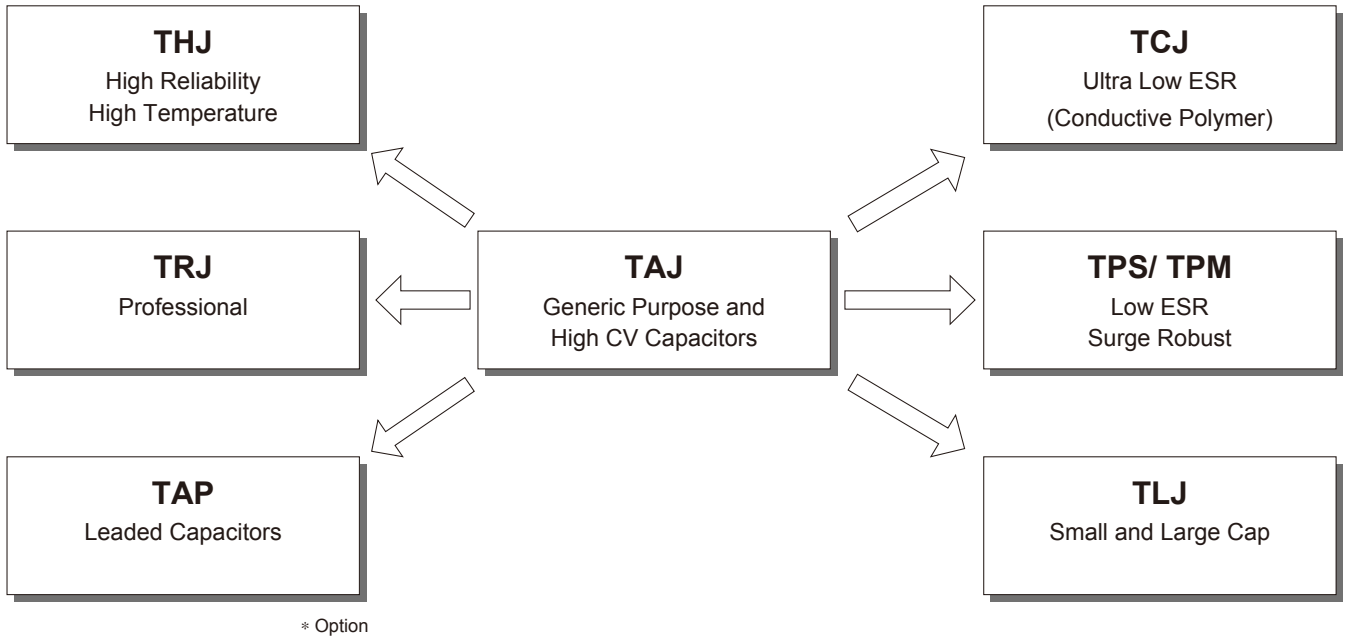 THJ
High Reliability
High Temperature
TCJ
Ultra Low ESR
(Conductive Polymer)
TRJ
Professional
TAJ
Generic Purpose and
High CV Capacitors
TPS/ TPM
Low ESR
Surge Robust
TAP
Leaded Capacitors
TLJ
Small and Large Cap
* Option